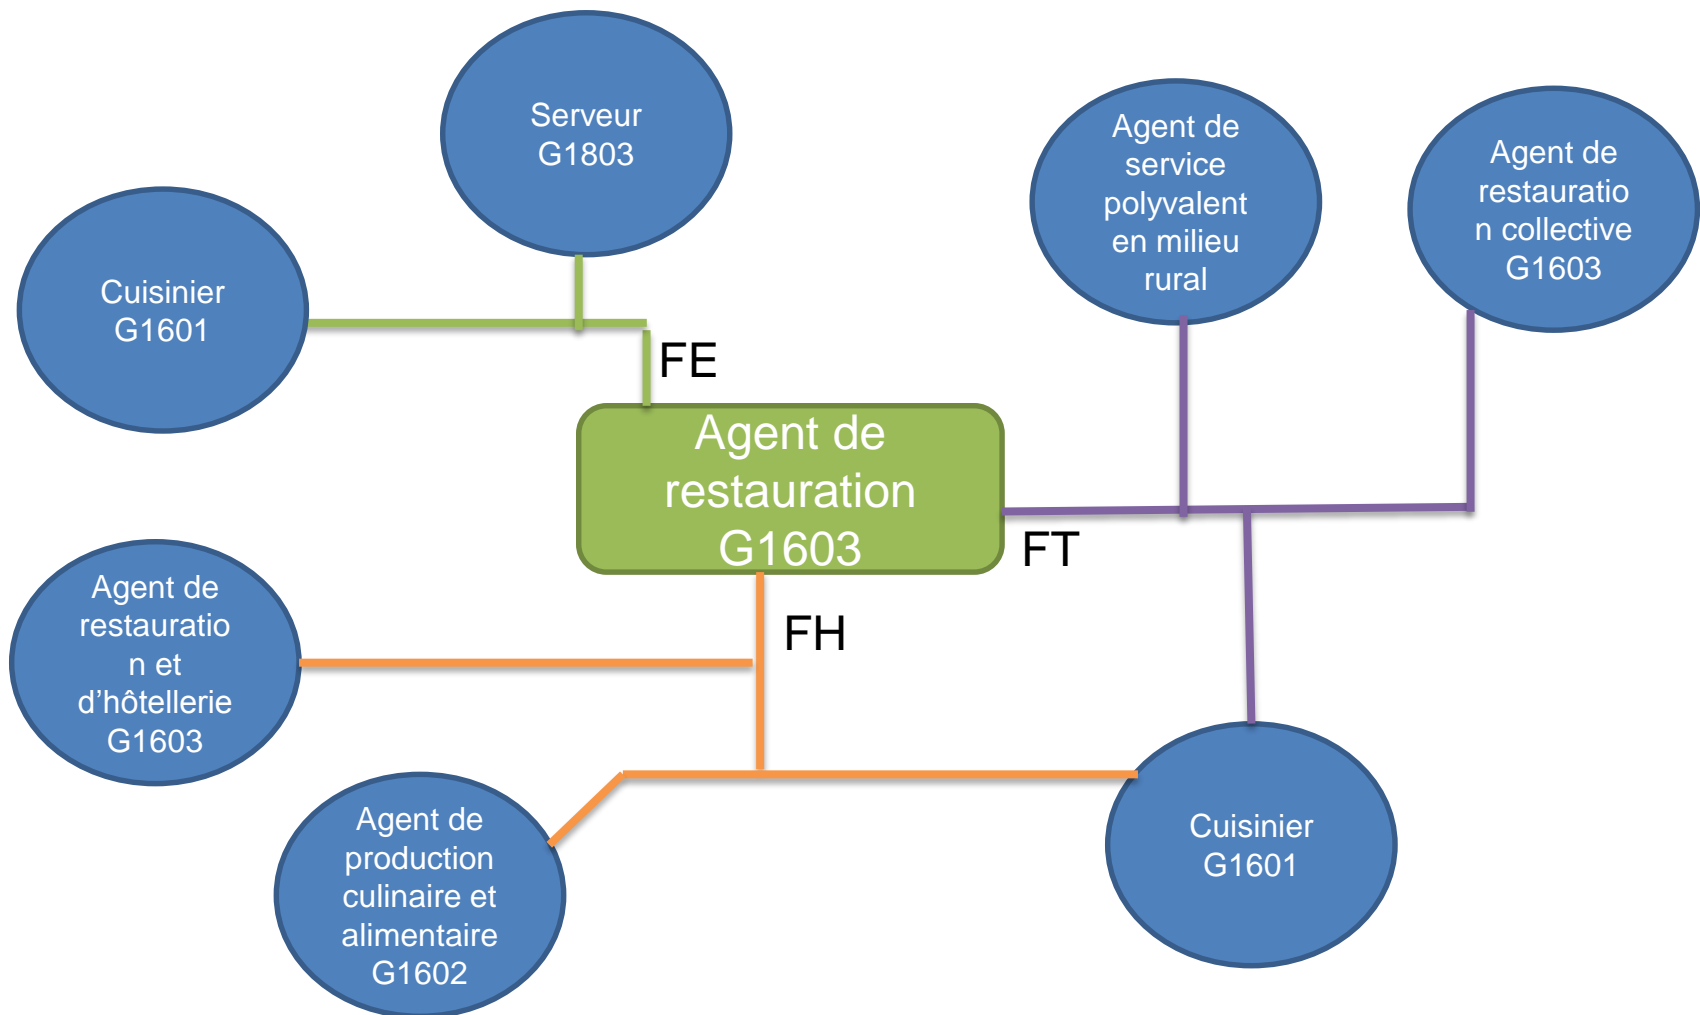 Serveur
G1803
Agent de
service
polyvalent
en milieu
rural
Agent de
restauratio
n collective
G1603
Cuisinier
G1601
FE
Agent de
restauration
G1603
FT
FH
Agent de
restauratio
n et
d’hôtellerie
G1603
Agent de
production
culinaire et
alimentaire
G1602
Cuisinier
G1601